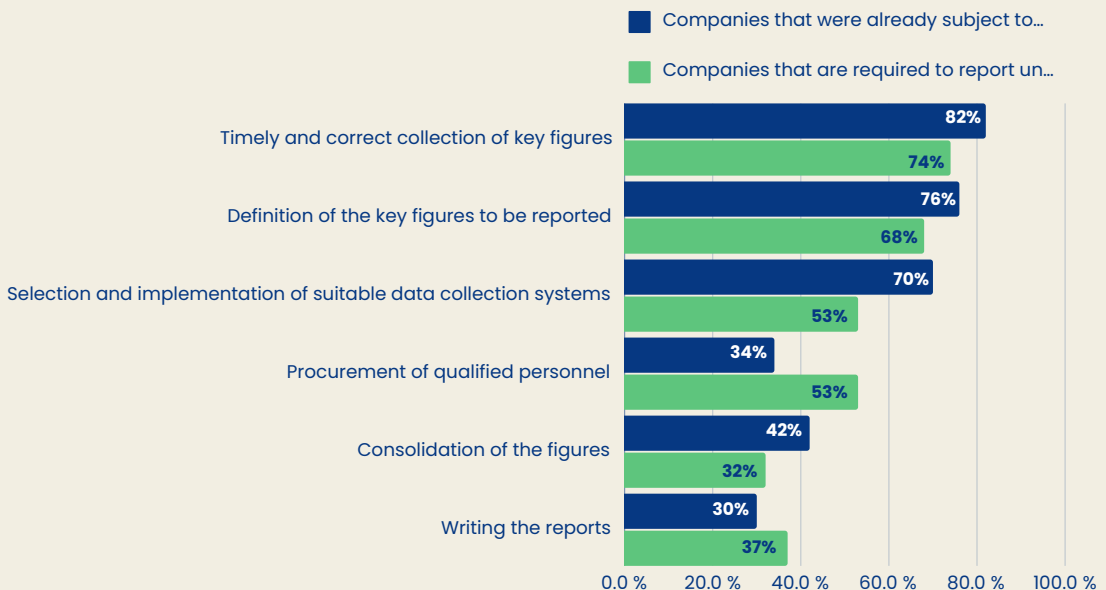 Companies that were already subject to...
Companies that are required to report un...
Timely and correct collection of key figures
82%
74%
Definition of the key figures to be reported
76%
68%
Selection and implementation of suitable data collection systems
70%
53%
Procurement of qualified personnel
34%
53%
Consolidation of the figures
42%
32%
Writing the reports
30%
37%
0.0 % 20.0 % 40.0 % 60.0 % 80.0 % 100.0 %